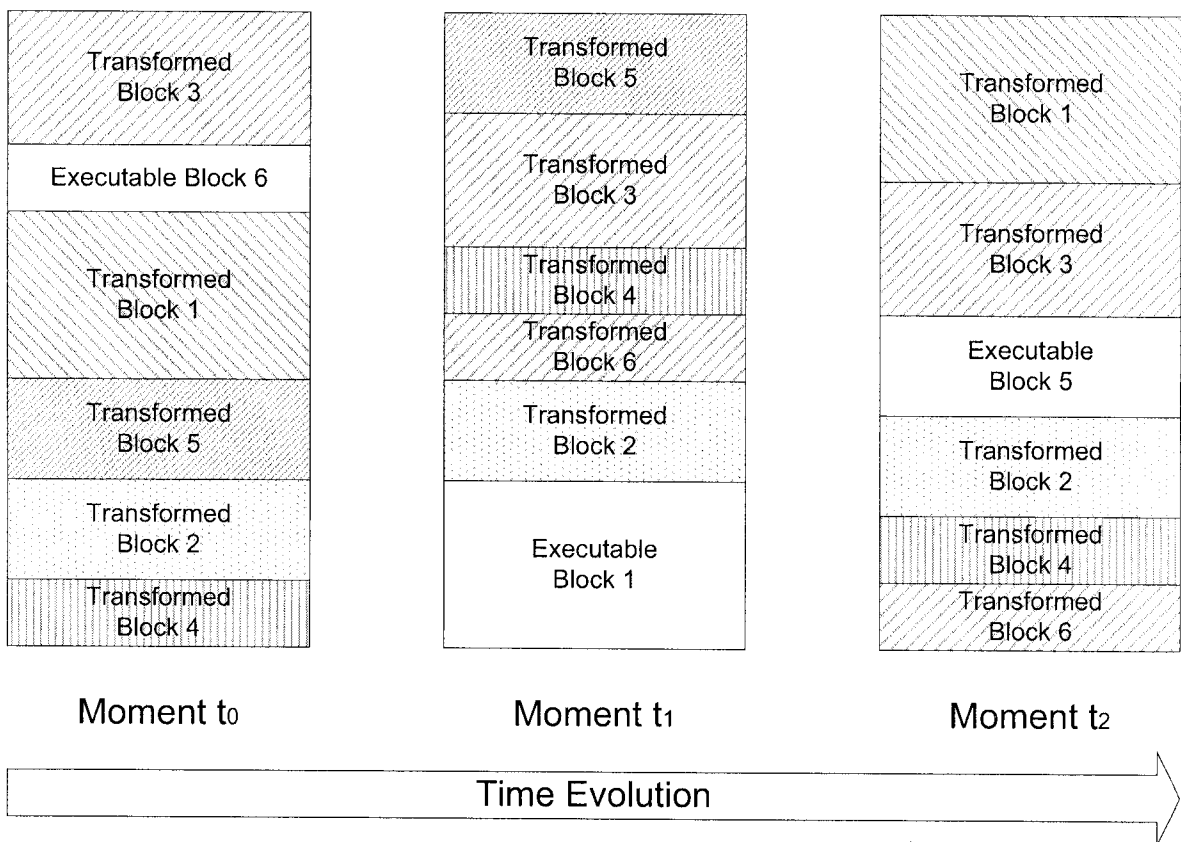 Transformed
Block 3
Executable Block 6
Transformed
Block 1
Transformed
Block 5
Transformed
Block 2
Transformed
Block 4
Moment t0
Transformed
Block 5
Transformed
Block 3
Transformed
Block 4
Transformed
Block 6
Transformed
Block 2
Executable
Block 1
Moment t1
Transformed
Block 1
Transformed
Block 3
Executable
Block 5
Transformed
Block 2
Transformed
Block 4
Transformed
Block 6
Moment t2
Time Evolution